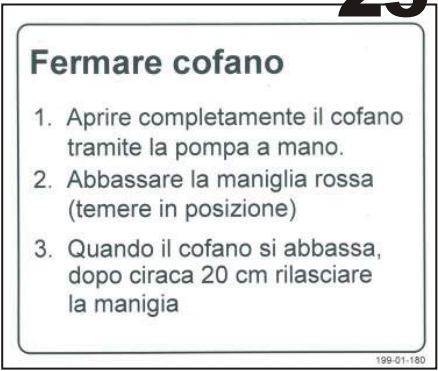 Fermare cofano
1. Aprire completamente il cofano
tramite la pompa a mano.
2. Abbassare la maniglia rossa
(temere in posizione)
3. Quando il cofano si abbassa,
dopo ciraca 20 cm rilasciare
la manigia
199-01-180